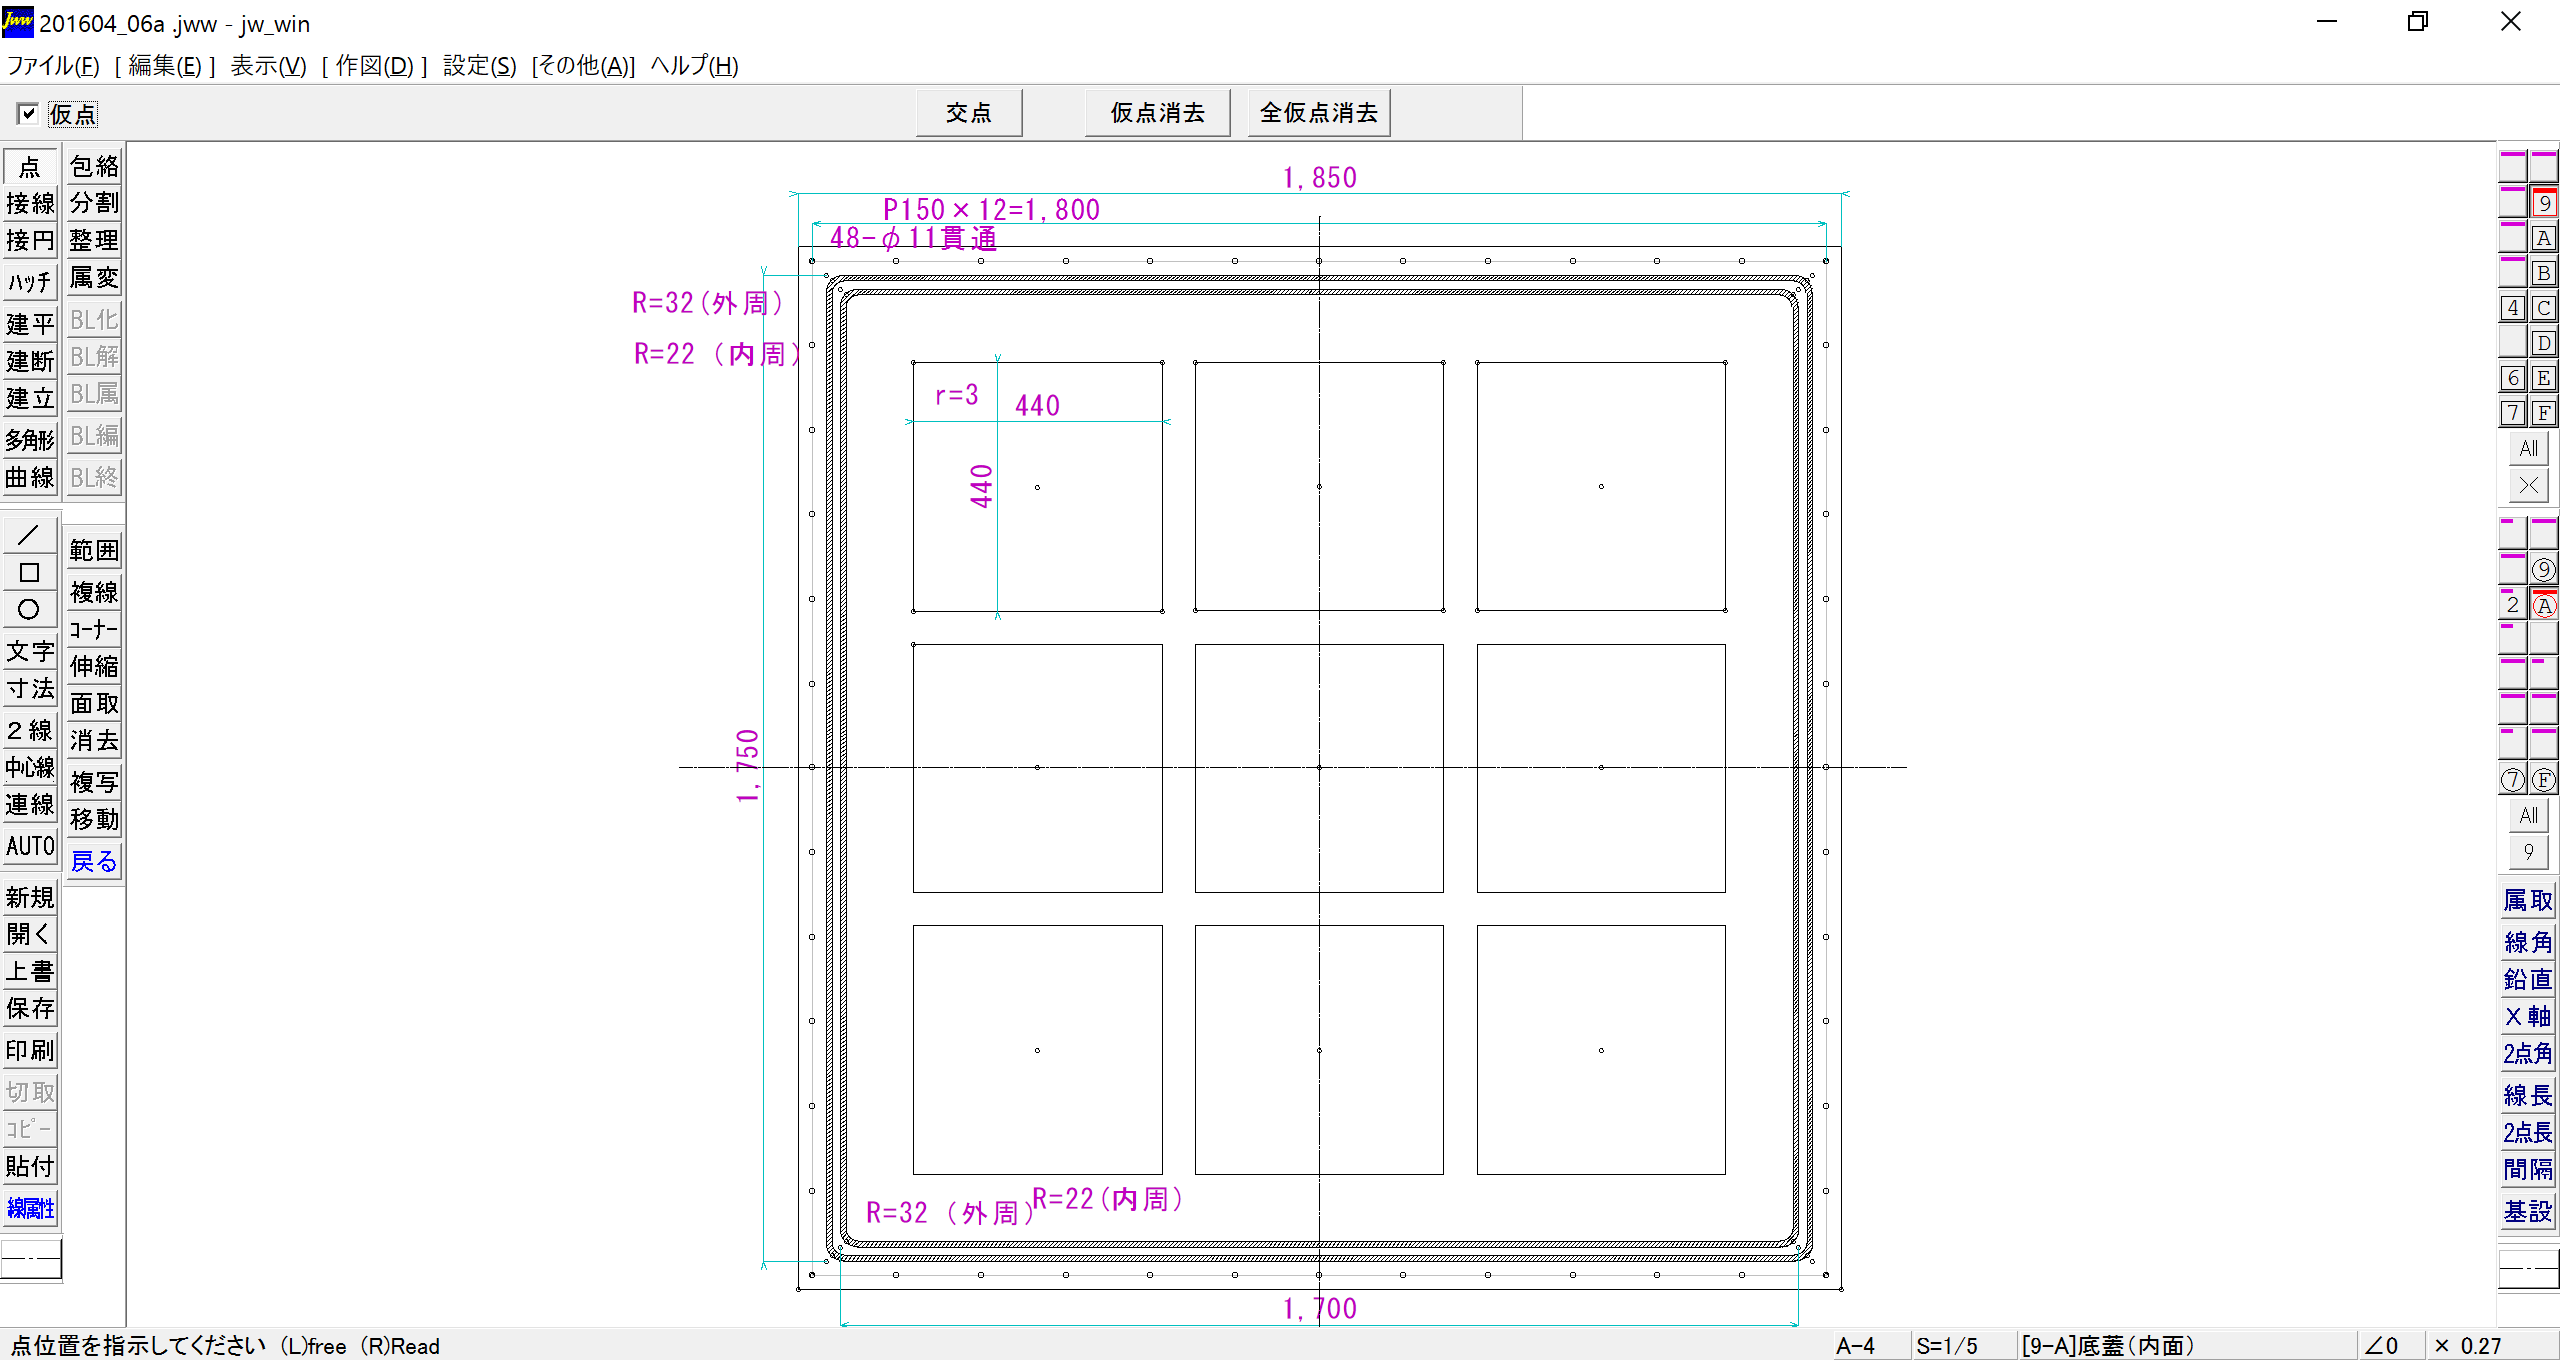 201604_06a .jww - jw_win
ファイル(F) [ 編集(E) ] 表示(V) [ 作図(D) ] 設定(S) [その他(A)] ヘルプ(H)
仮点 交点 仮点消去 全仮点消去
点 包絡
接線 分割
接円 整理
ﾊｯﾁ 属変
建平 BL化
建断 BL解
建立 BL属
多角形 BL編
曲線 BL終
／ 範囲
□ 複線
○ ｺｰﾅｰ
文字 伸縮
寸法 面取
２線 消去
中心線 複写
連線 移動
AUTO 戻る
新規
開く
上書
保存
印刷
切取
ｺﾋﾟｰ
貼付
線属性
1,850
P150×12=1,800
48-φ11貫通
R=32(外周)
R=22 (内周)
r=3
440
440
1,750
R=32 (外周)
R=22(内周)
1,700
9
A
B
4 C
D
6 E
7 F
All
×
9
2 A
7 F
All
9
属取
線角
鉛直
X軸
2点角
線長
2点長
間隔
基設
点位置を指示してください (L)free (R)Read
A-4 S=1/5 [9-A]底蓋(内面) ∠0 × 0.27